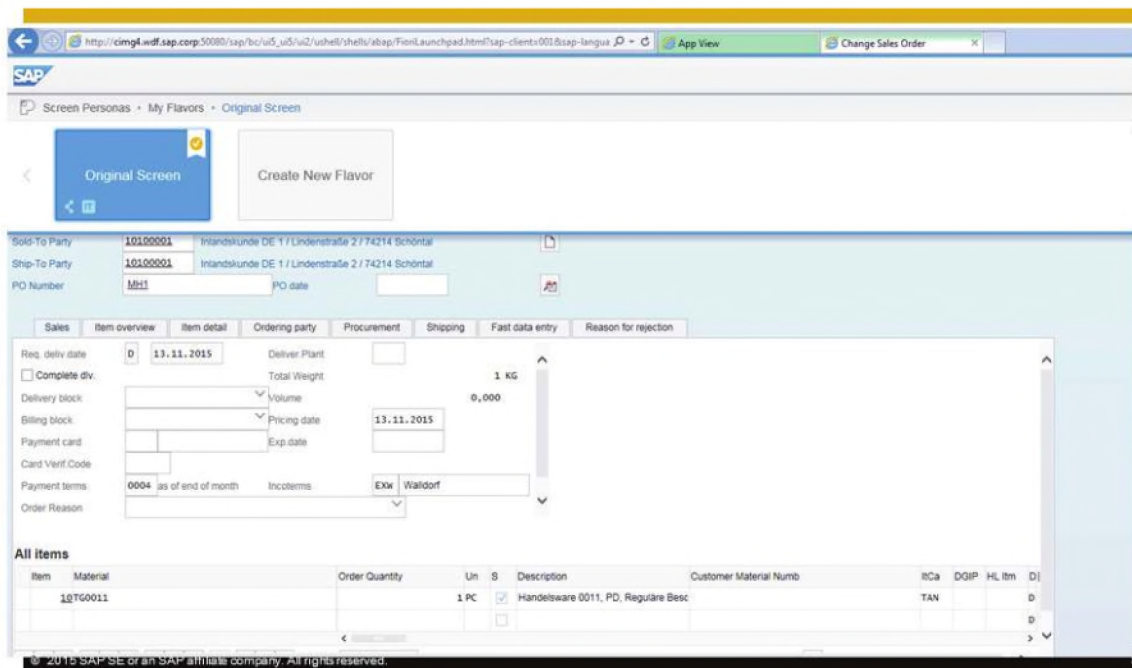 http://cimg4.wdf.sap.corp:50080/sap/bc/ui5_ui5/ui2/ushell/shells/abap/FioriLaunchpad.html?sap-client=001&sap-langua
App View
Change Sales Order
SAP
Screen Personas • My Flavors • Original Screen
Original Screen
Create New Flavor
IT
Sold-To Party 10100001 Inlandskunde DE 1 / Lindenstraße 2 / 74214 Schöntal
Ship-To Party 10100001 Inlandskunde DE 1 / Lindenstraße 2 / 74214 Schöntal
PO Number MH1 PO date
Sales Item overview Item detail Ordering party Procurement Shipping Fast data entry Reason for rejection
Req. deliv.date D 13.11.2015 Deliver.Plant
Complete dlv. Total Weight 1 KG
Delivery block Volume 0,000
Billing block Pricing date 13.11.2015
Payment card Exp.date
Card Verif.Code
Payment terms 0004 as of end of month Incoterms EXW Walldorf
Order Reason
All items
Item Material Order Quantity Un S Description Customer Material Numb ItCa DGIP HL Itm D
10 TG0011 1 PC Handelsware 0011, PD, Reguläre Besc TAN D
D
© 2015 SAP SE or an SAP affiliate company. All rights reserved.